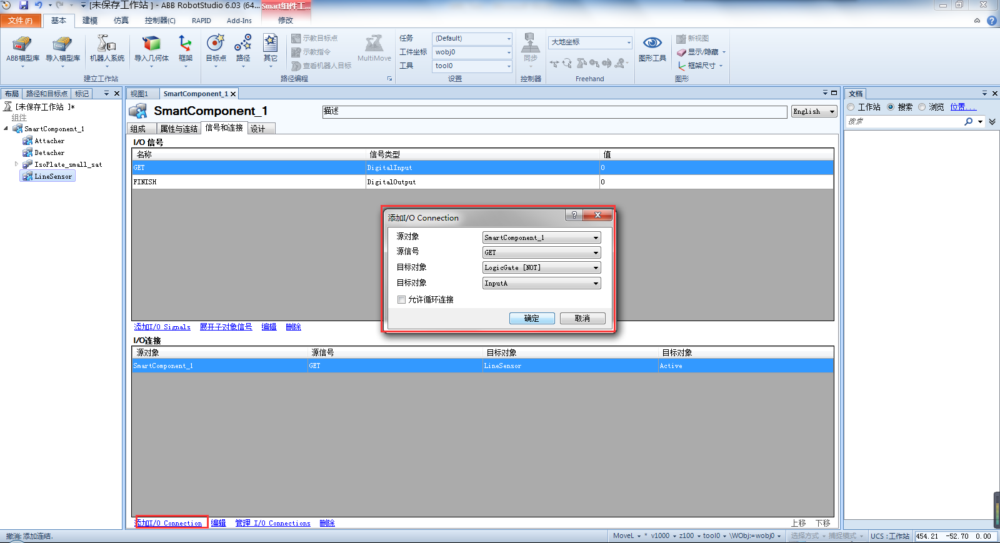 [未保存工作站 ] - ABB RobotStudio 6.03 (64... Smart组件工...
文件(F) 基本 建模 仿真 控制器(C) RAPID Add-Ins 修改
ABB模型库 导入模型库 机器人系统 导入几何体 框架
建立工作站
目标点 路径 其它
示教目标点
示教指令
查看机器人目标
MultiMove
路径编程
任务 (Default)
工件坐标 wobj0
工具 tool0
设置
同步
控制器
大地坐标
Freehand
图形工具
新视图
显示/隐藏
框架尺寸
图形
布局 路径和目标点 标记
[未保存工作站 ]*
组件
SmartComponent_1
Attacher
Detacher
IsoPlate_small_sat
LineSensor
视图1 SmartComponent_1
SmartComponent_1 描述 English
组成 属性与连结 信号和连接 设计
I/O 信号
名称 信号类型 值
GET DigitalInput 0
FINISH DigitalOutput 0
添加I/O Connection
源对象 SmartComponent_1
源信号 GET
目标对象 LogicGate [NOT]
目标对象 InputA
允许循环连接
确定 取消
添加I/O Signals 展开子对象信号 编辑 删除
I/O连接
源对象 源信号 目标对象 目标对象
SmartComponent_1 GET LineSensor Active
添加I/O Connection 编辑 管理 I/O Connections 删除 上移 下移
文档
工作站 搜索 浏览 位置...
搜索
撤消:添加连结. MoveL * v1000 z100 tool0 \WObj:=wobj0 选择方式 捕捉模式 UCS : 工作站 454.21 -52.70 0.00